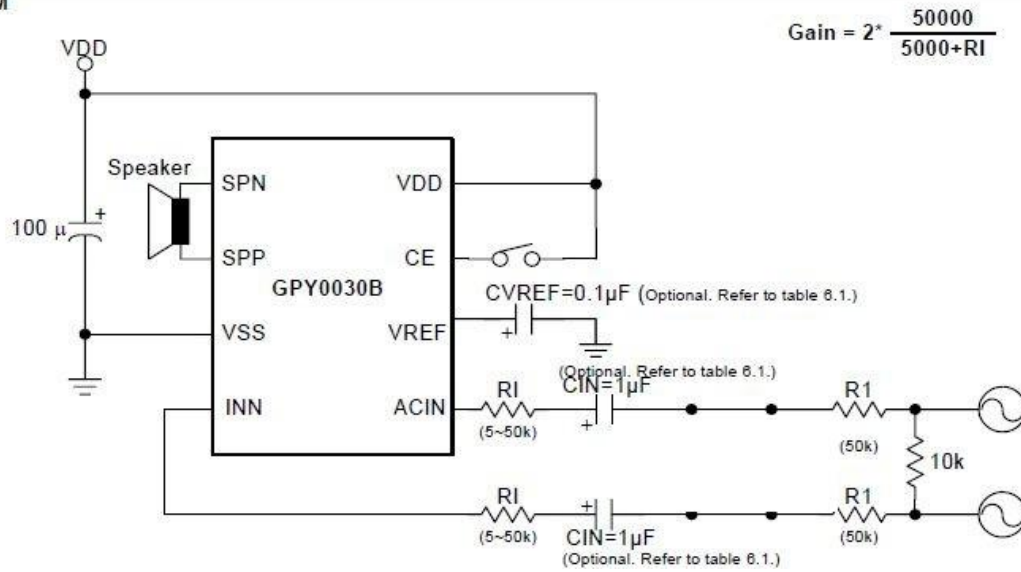 Gain = 2* 50000
5000+RI
VDD
Speaker
SPN
VDD
100 µ
+
SPP
CE
GPY0030B
CVREF=0.1µF (Optional. Refer to table 6.1.)
VSS
VREF
+
(Optional. Refer to table 6.1.)
INN
ACIN
RI
CIN=1µF
R1
+
(5~50k)
(50k)
10k
RI
+
R1
(5~50k)
CIN=1µF
(50k)
(Optional. Refer to table 6.1.)